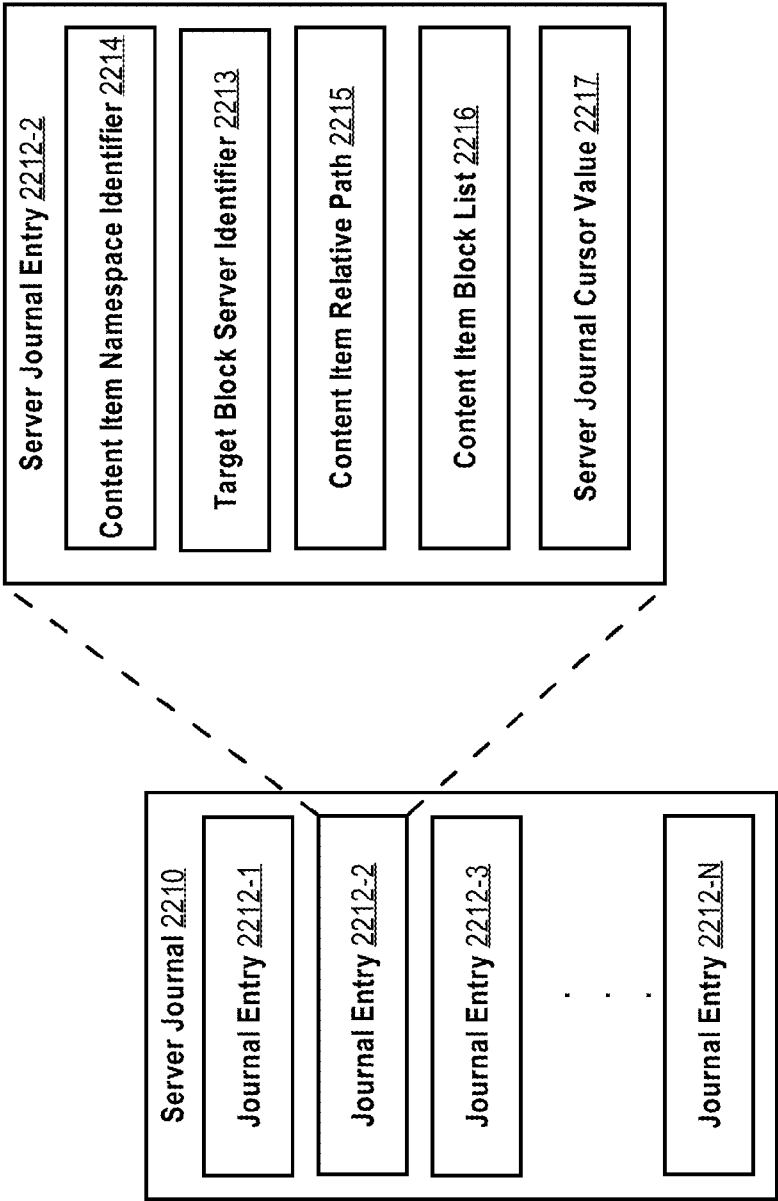 Server Journal 2210
Journal Entry 2212-1
Journal Entry 2212-2
Journal Entry 2212-3
. . .
Journal Entry 2212-N
Server Journal Entry 2212-2
Content Item Namespace Identifier 2214
Target Block Server Identifier 2213
Content Item Relative Path 2215
Content Item Block List 2216
Server Journal Cursor Value 2217